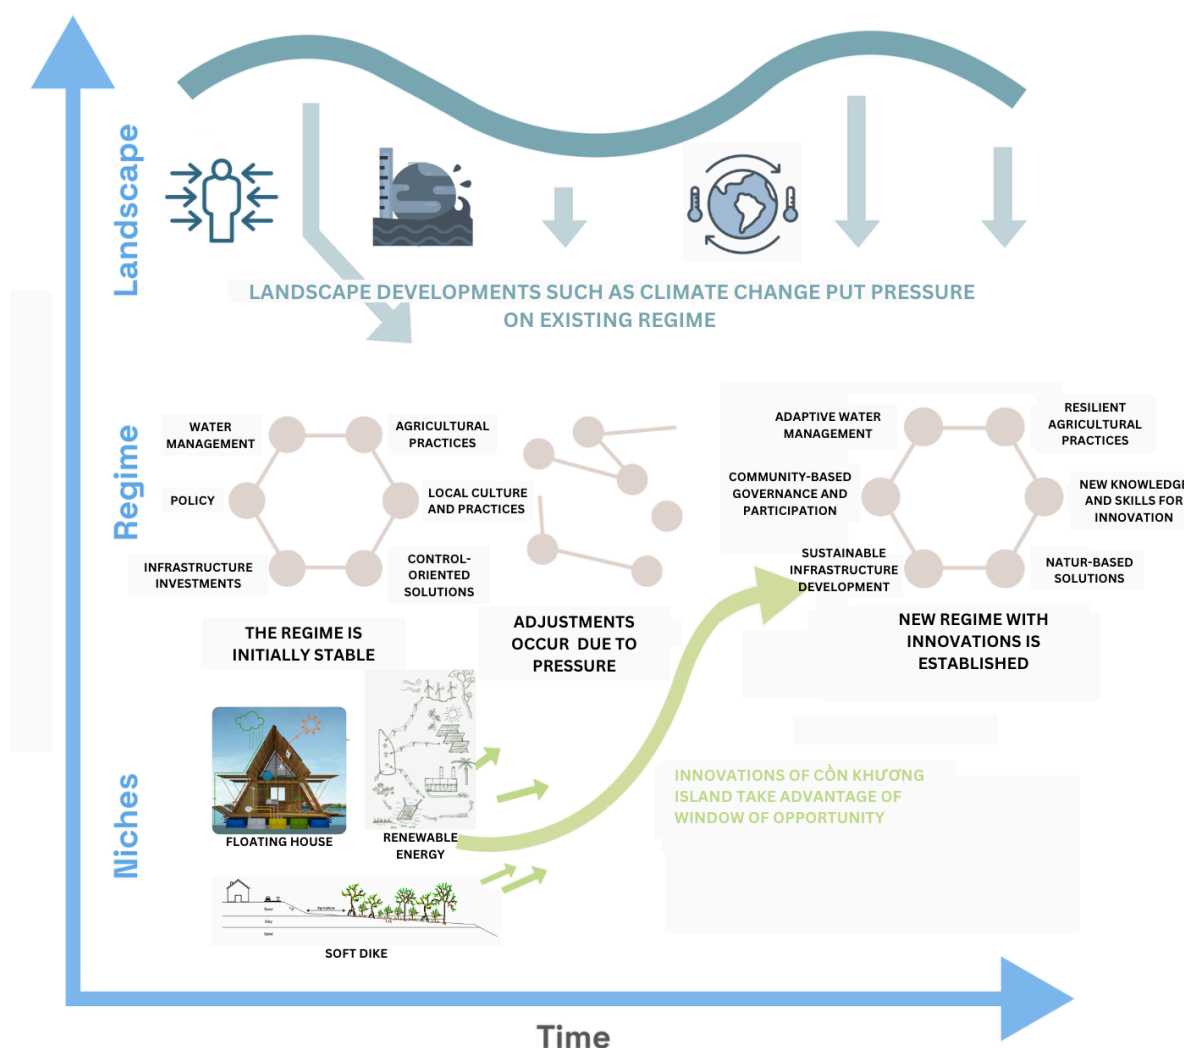 Landscape
LANDSCAPE DEVELOPMENTS SUCH AS CLIMATE CHANGE PUT PRESSURE
ON EXISTING REGIME
Regime
WATER
MANAGEMENT
AGRICULTURAL
PRACTICES
POLICY
LOCAL CULTURE
AND PRACTICES
INFRASTRUCTURE
INVESTMENTS
CONTROL-
ORIENTED
SOLUTIONS
THE REGIME IS
INITIALLY STABLE
ADJUSTMENTS
OCCUR DUE TO
PRESSURE
ADAPTIVE WATER
MANAGEMENT
RESILIENT
AGRICULTURAL
PRACTICES
COMMUNITY-BASED
GOVERNANCE AND
PARTICIPATION
NEW KNOWLEDGE
AND SKILLS FOR
INNOVATION
SUSTAINABLE
INFRASTRUCTURE
DEVELOPMENT
NATUR-BASED
SOLUTIONS
NEW REGIME WITH
INNOVATIONS IS
ESTABLISHED
Niches
FLOATING HOUSE
RENEWABLE
ENERGY
INNOVATIONS OF CỒN KHƯƠNG
ISLAND TAKE ADVANTAGE OF
WINDOW OF OPPORTUNITY
Agriculture
Clay
SOFT DIKE
Time